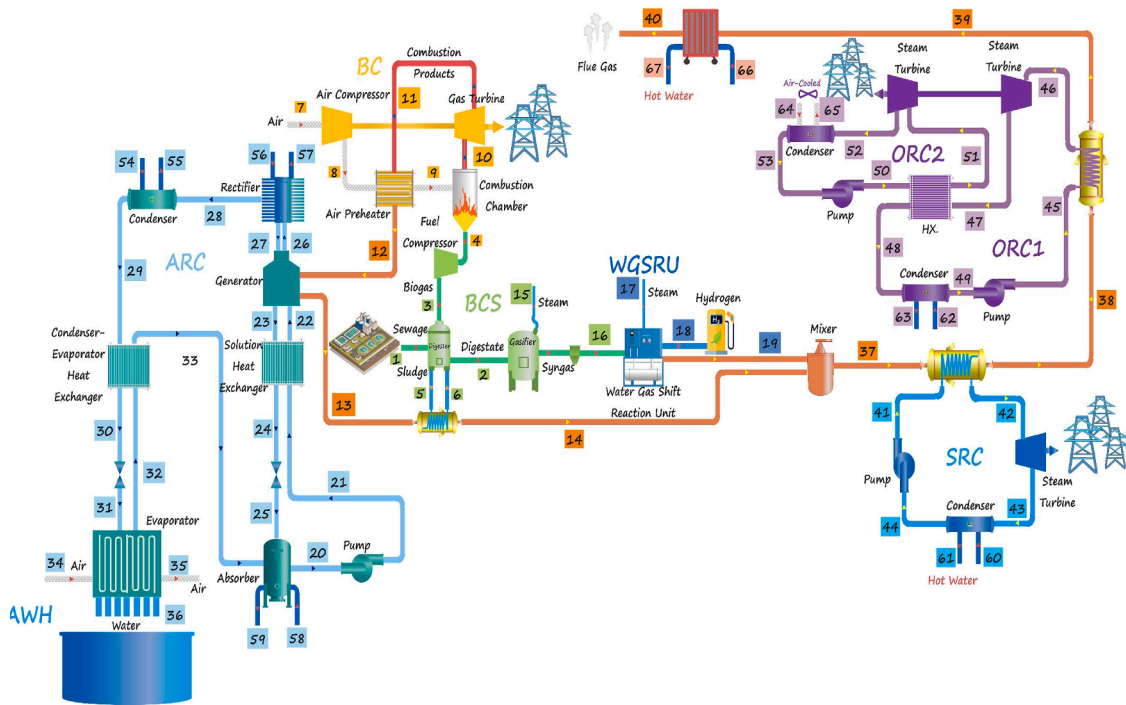 40
39
Flue Gas
67
66
Hot Water
Steam
Turbine
Steam
Turbine
Air-Cooled
64
65
46
Condenser
52
ORC2
51
53
50
Pump
HX.
47
45
48
ORC1
Condenser
49
Pump
63
62
38
BC
Combustion
Products
Air Compressor
11
Gas Turbine
7
Air
10
8
9
Combustion
Chamber
Air Preheater
Fuel
Compressor
4
12
54
55
56
57
Rectifier
Condenser
28
27
26
ARC
Generator
29
23
22
Condenser-
Evaporator
Heat
Exchanger
33
Solution
Heat
Exchanger
Biogas
3
BCS
15
Steam
Sewage
Digester
Gasifier
1
Digestate
2
Sludge
Syngas
16
5
6
13
14
WGSRU
17
Steam
18
Hydrogen
H₂
Water Gas Shift
Reaction Unit
19
Mixer
37
41
42
SRC
Pump
Steam
Turbine
Condenser
44
43
61
60
Hot Water
30
32
24
21
31
25
Evaporator
20
Pump
34
Air
35
Air
Absorber
AWH
36
Water
59
58